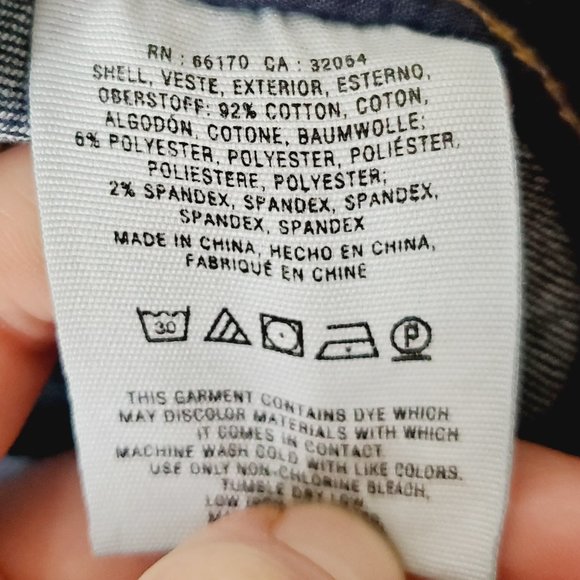 RN : 66170 CA : 32054
SHELL, VESTE, EXTERIOR, ESTERNO,
OBERSTOFF: 92% COTTON, COTON,
ALGODÓN, COTONE, BAUMWOLLE;
6% POLYESTER, POLYESTER, POLIÉSTER,
POLIESTERE, POLYESTER;
2% SPANDEX, SPANDEX, SPANDEX,
SPANDEX, SPANDEX
MADE IN CHINA, HECHO EN CHINA,
FABRIQUÉ EN CHINE
30 P
THIS GARMENT CONTAINS DYE WHICH
MAY DISCOLOR MATERIALS WITH WHICH
IT COMES IN CONTACT
MACHINE WASH COLD WITH LIKE COLORS.
USE ONLY NON-CHLORINE BLEACH,
TUMBLE DRY LOW,
LOW